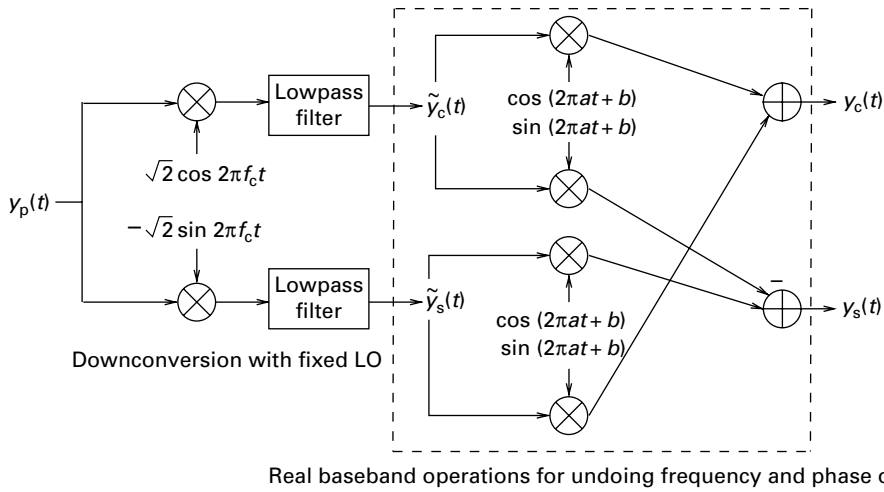 Lowpass
filter
ỹc(t)
cos (2πat + b)
sin (2πat + b)
yc(t)
√2 cos 2πfct
yp(t)
− √2 sin 2πfct
−
Lowpass
filter
ỹs(t)
cos (2πat + b)
sin (2πat + b)
ys(t)
Downconversion with fixed LO
Real baseband operations for undoing frequency and phase